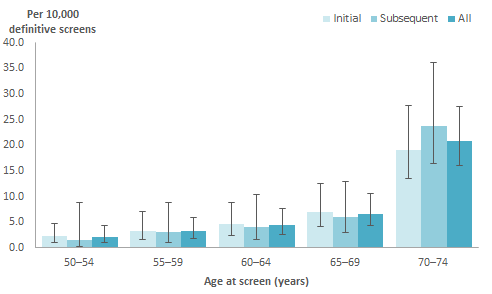 Per 10,000
definitive screens
Initial Subsequent All
40.0
35.0
30.0
25.0
20.0
15.0
10.0
5.0
0.0
50–54 55–59 60–64 65–69 70–74
Age at screen (years)